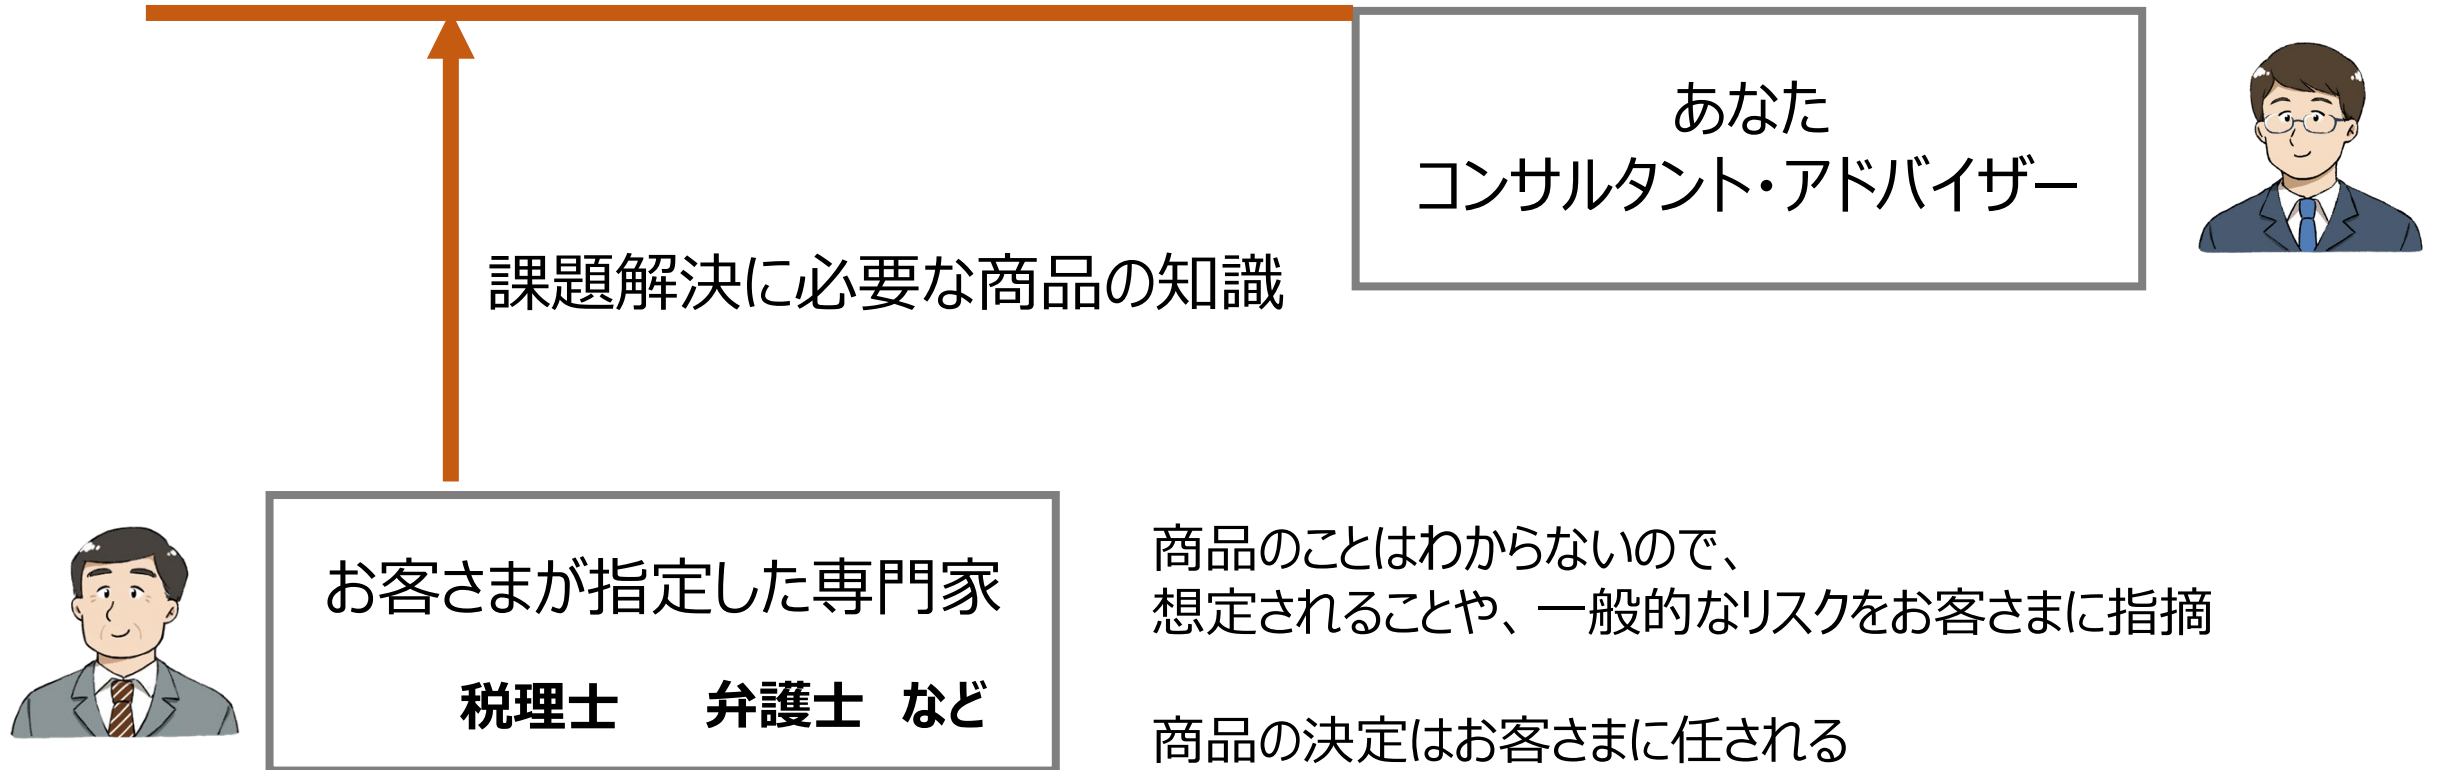 あなた
コンサルタント・アドバイザー
課題解決に必要な商品の知識
お客さまが指定した専門家
税理士　弁護士　など
商品のことはわからないので、
想定されることや、一般的なリスクをお客さまに指摘
商品の決定はお客さまに任される